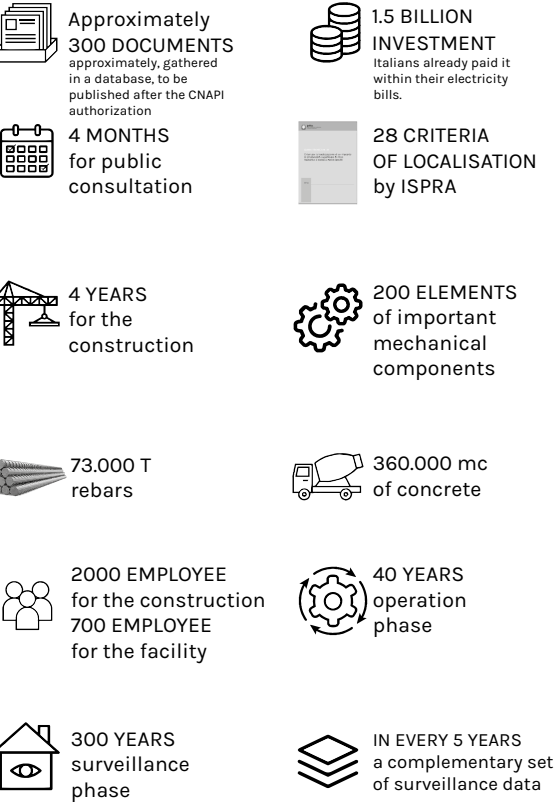 Approximately
300 DOCUMENTS
approximately, gathered
in a database, to be
published after the CNAPI
authorization
1.5 BILLION
INVESTMENT
Italians already paid it
within their electricity
bills.
4 MONTHS
for public
consultation
28 CRITERIA
OF LOCALISATION
by ISPRA
4 YEARS
for the
construction
200 ELEMENTS
of important
mechanical
components
73.000 T
rebars
360.000 mc
of concrete
2000 EMPLOYEE
for the construction
700 EMPLOYEE
for the facility
40 YEARS
operation
phase
300 YEARS
surveillance
phase
IN EVERY 5 YEARS
a complementary set
of surveillance data